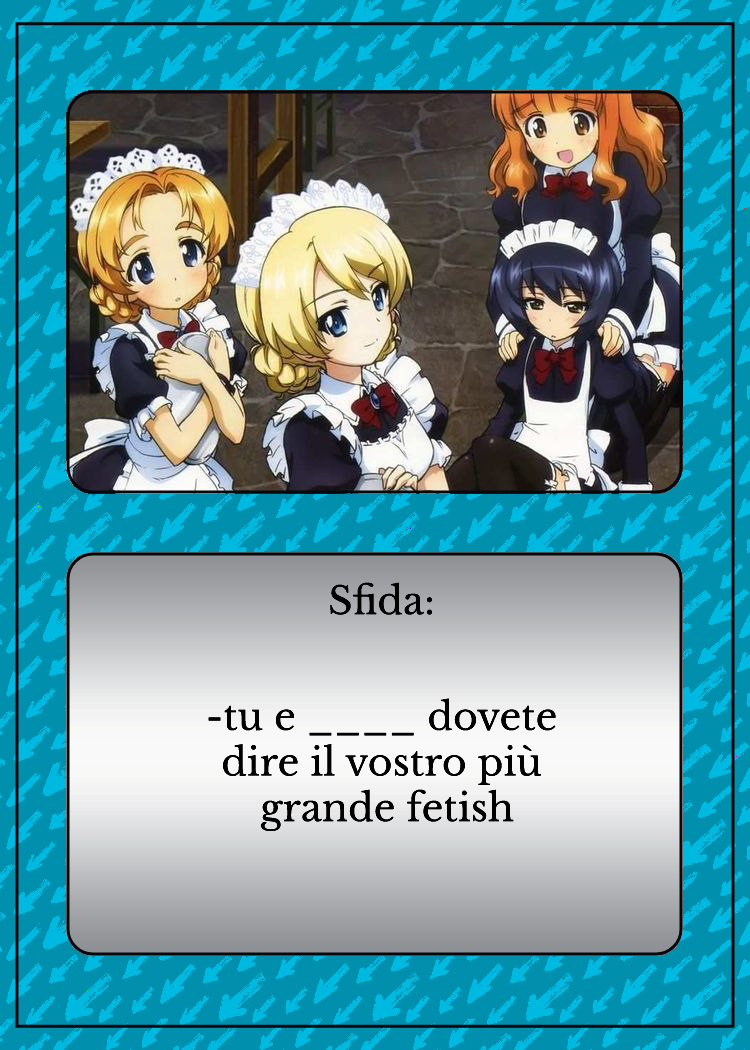 Sfida:
-tu e ____ dovete
dire il vostro più
grande fetish